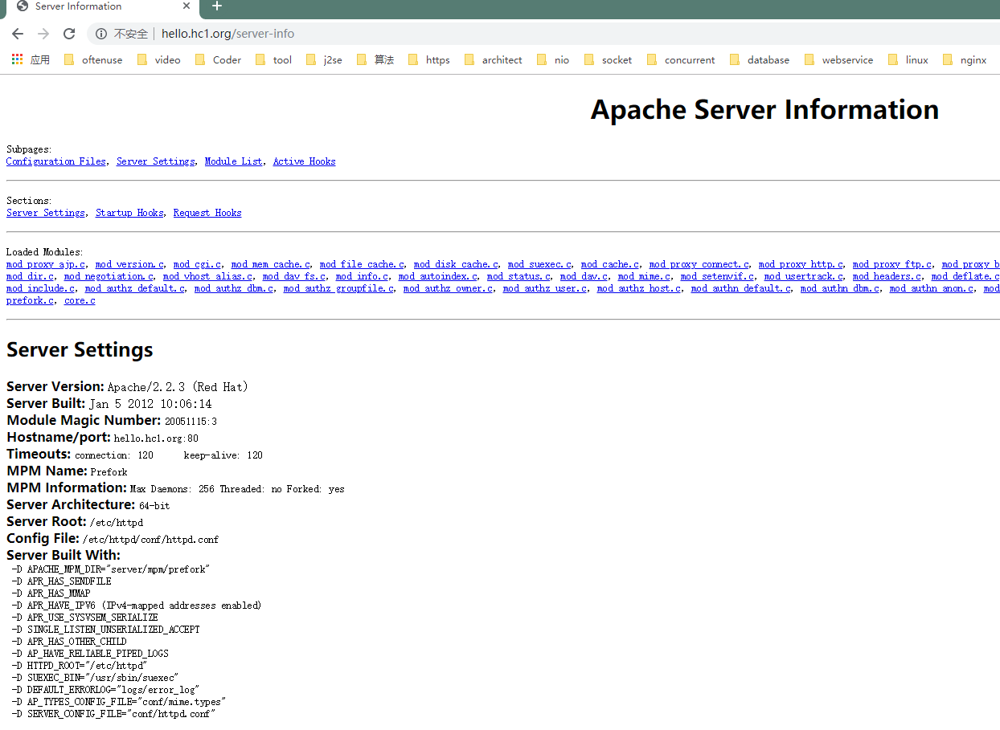 Server Information
不安全 hello.hc1.org/server-info
应用 oftenuse video Coder tool j2se 算法 https architect nio socket concurrent database webservice linux nginx
Apache Server Information
Subpages:
Configuration Files, Server Settings, Module List, Active Hooks
Sections:
Server Settings, Startup Hooks, Request Hooks
Loaded Modules:
mod_proxy_ajp.c, mod_version.c, mod_cgi.c, mod_mem_cache.c, mod_file_cache.c, mod_disk_cache.c, mod_suexec.c, mod_cache.c, mod_proxy_connect.c, mod_proxy_http.c, mod_proxy_ftp.c, mod_proxy_b
mod_dir.c, mod_negotiation.c, mod_vhost_alias.c, mod_dav_fs.c, mod_info.c, mod_autoindex.c, mod_status.c, mod_dav.c, mod_mime.c, mod_setenvif.c, mod_usertrack.c, mod_headers.c, mod_deflate.c
mod_include.c, mod_authz_default.c, mod_authz_dbm.c, mod_authz_groupfile.c, mod_authz_owner.c, mod_authz_user.c, mod_authz_host.c, mod_authn_default.c, mod_authn_dbm.c, mod_authn_anon.c, mod
prefork.c, core.c
Server Settings
Server Version: Apache/2.2.3 (Red Hat)
Server Built: Jan 5 2012 10:06:14
Module Magic Number: 20051115:3
Hostname/port: hello.hc1.org:80
Timeouts: connection: 120 keep-alive: 120
MPM Name: Prefork
MPM Information: Max Daemons: 256 Threaded: no Forked: yes
Server Architecture: 64-bit
Server Root: /etc/httpd
Config File: /etc/httpd/conf/httpd.conf
Server Built With:
-D APACHE_MPM_DIR="server/mpm/prefork"
-D APR_HAS_SENDFILE
-D APR_HAS_MMAP
-D APR_HAVE_IPV6 (IPv4-mapped addresses enabled)
-D APR_USE_SYSVSEM_SERIALIZE
-D SINGLE_LISTEN_UNSERIALIZED_ACCEPT
-D APR_HAS_OTHER_CHILD
-D AP_HAVE_RELIABLE_PIPED_LOGS
-D HTTPD_ROOT="/etc/httpd"
-D SUEXEC_BIN="/usr/sbin/suexec"
-D DEFAULT_ERRORLOG="logs/error_log"
-D AP_TYPES_CONFIG_FILE="conf/mime.types"
-D SERVER_CONFIG_FILE="conf/httpd.conf"